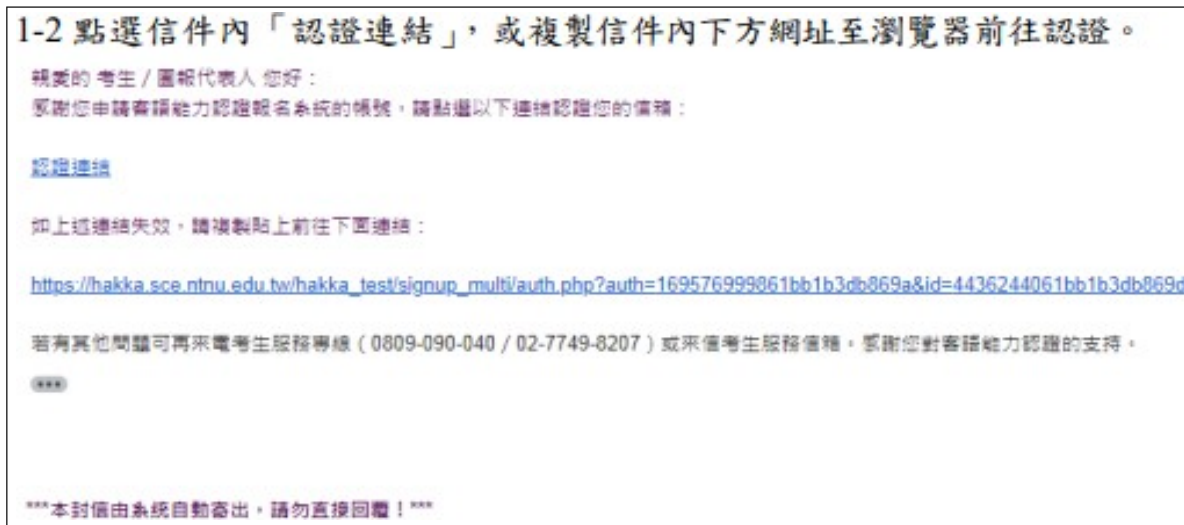 1-2 點選信件內「認證連結」，或複製信件內下方網址至瀏覽器前往認證。
親愛的 考生 / 團報代表人 您好：
感謝您申請客語能力認證報名系統的帳號，請點選以下連結認證您的信箱：
認證連結
如上述連結失效，請複製貼上前往下面連結：
https://hakka.sce.ntnu.edu.tw/hakka_test/signup_multi/auth.php?auth=169576999861bb1b3db869a&id=4436244061bb1b3db869d
若有其他問題可再來電考生服務專線（0809-090-040 / 02-7749-8207）或來信考生服務信箱。感謝您對客語能力認證的支持。
***本封信由系統自動寄出，請勿直接回覆！***